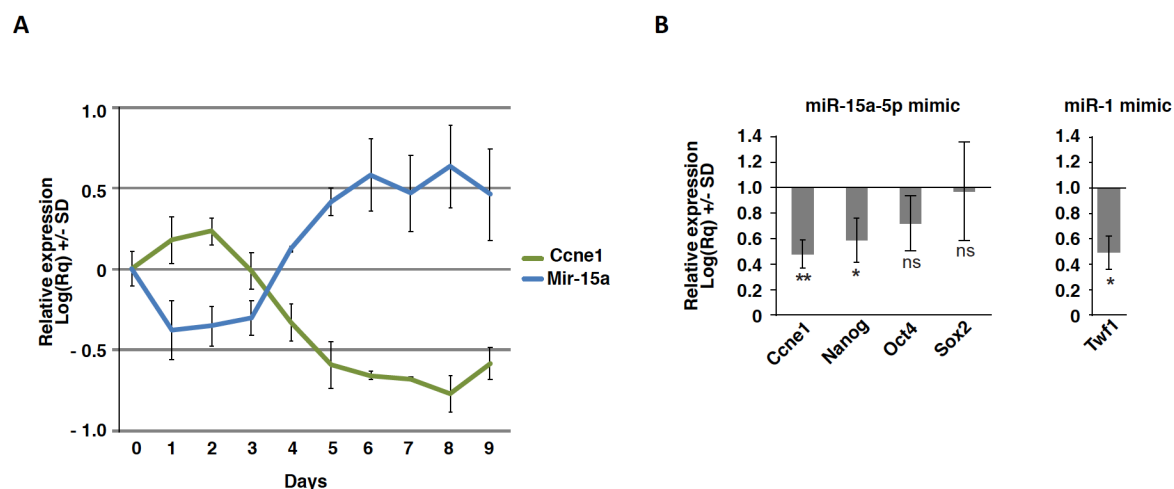 A
B
Relative expression
Log(Rq) +/- SD
1.0
0.5
0
- 0.5
- 1.0
0 1 2 3 4 5 6 7 8 9
Days
Ccne1
Mir-15a
miR-15a-5p mimic
Relative expression
Log(Rq) +/- SD
1.4
1.2
1.0
0.8
0.6
0.4
0.2
0
**
*
ns
ns
Ccne1 Nanog Oct4 Sox2
miR-1 mimic
1.4
1.2
1.0
0.8
0.6
0.4
0.2
0
*
Twf1